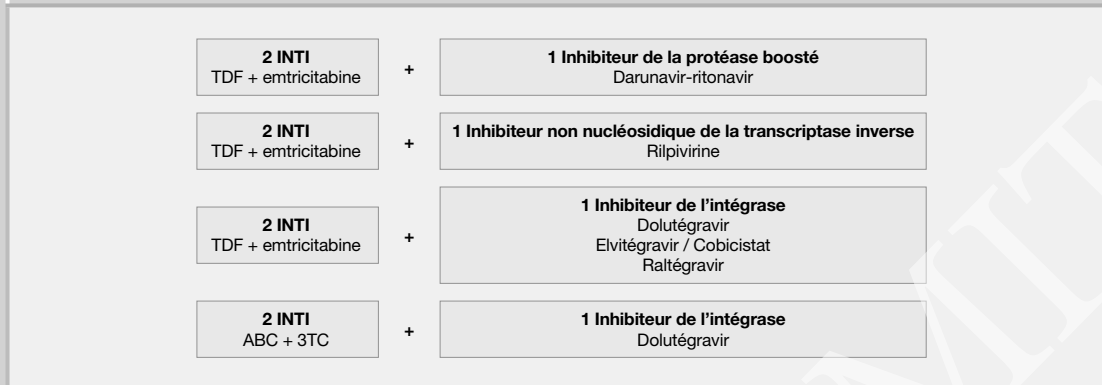 2 INTI
TDF + emtricitabine
+
1 Inhibiteur de la protéase boosté
Darunavir-ritonavir
2 INTI
TDF + emtricitabine
+
1 Inhibiteur non nucléosidique de la transcriptase inverse
Rilpivirine
2 INTI
TDF + emtricitabine
+
1 Inhibiteur de l’intégrase
Dolutégravir
Elvitégravir / Cobicistat
Raltégravir
2 INTI
ABC + 3TC
+
1 Inhibiteur de l’intégrase
Dolutégravir